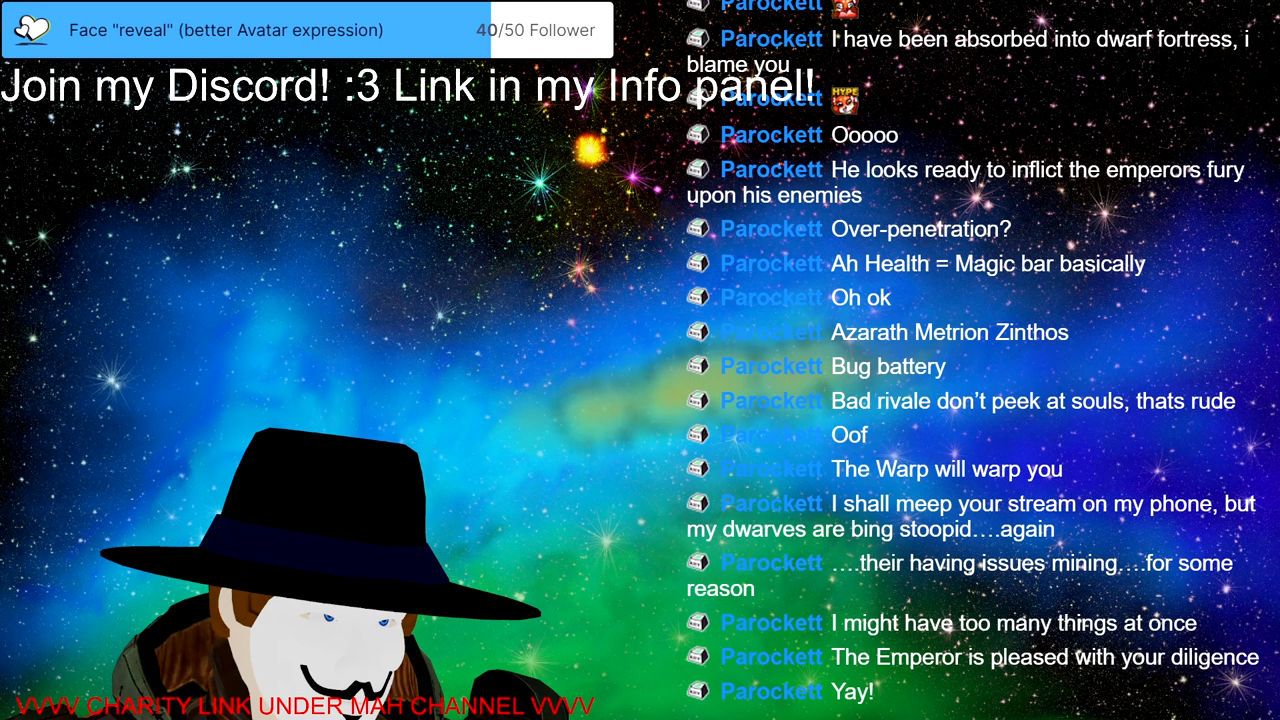 Face "reveal" (better Avatar expression) 40/50 Follower
Join my Discord! :3 Link in my Info panel!
Parockett
Parockett I have been absorbed into dwarf fortress, i
blame you
Parockett HYPE
Parockett Ooooo
Parockett He looks ready to inflict the emperors fury
upon his enemies
Parockett Over-penetration?
Parockett Ah Health = Magic bar basically
Parockett Oh ok
Parockett Azarath Metrion Zinthos
Parockett Bug battery
Parockett Bad rivale don’t peek at souls, thats rude
Parockett Oof
Parockett The Warp will warp you
Parockett I shall meep your stream on my phone, but
my dwarves are bing stoopid….again
Parockett ….their having issues mining….for some
reason
Parockett I might have too many things at once
Parockett The Emperor is pleased with your diligence
Parockett Yay!
VVVV CHARITY LINK UNDER MAH CHANNEL VVVV